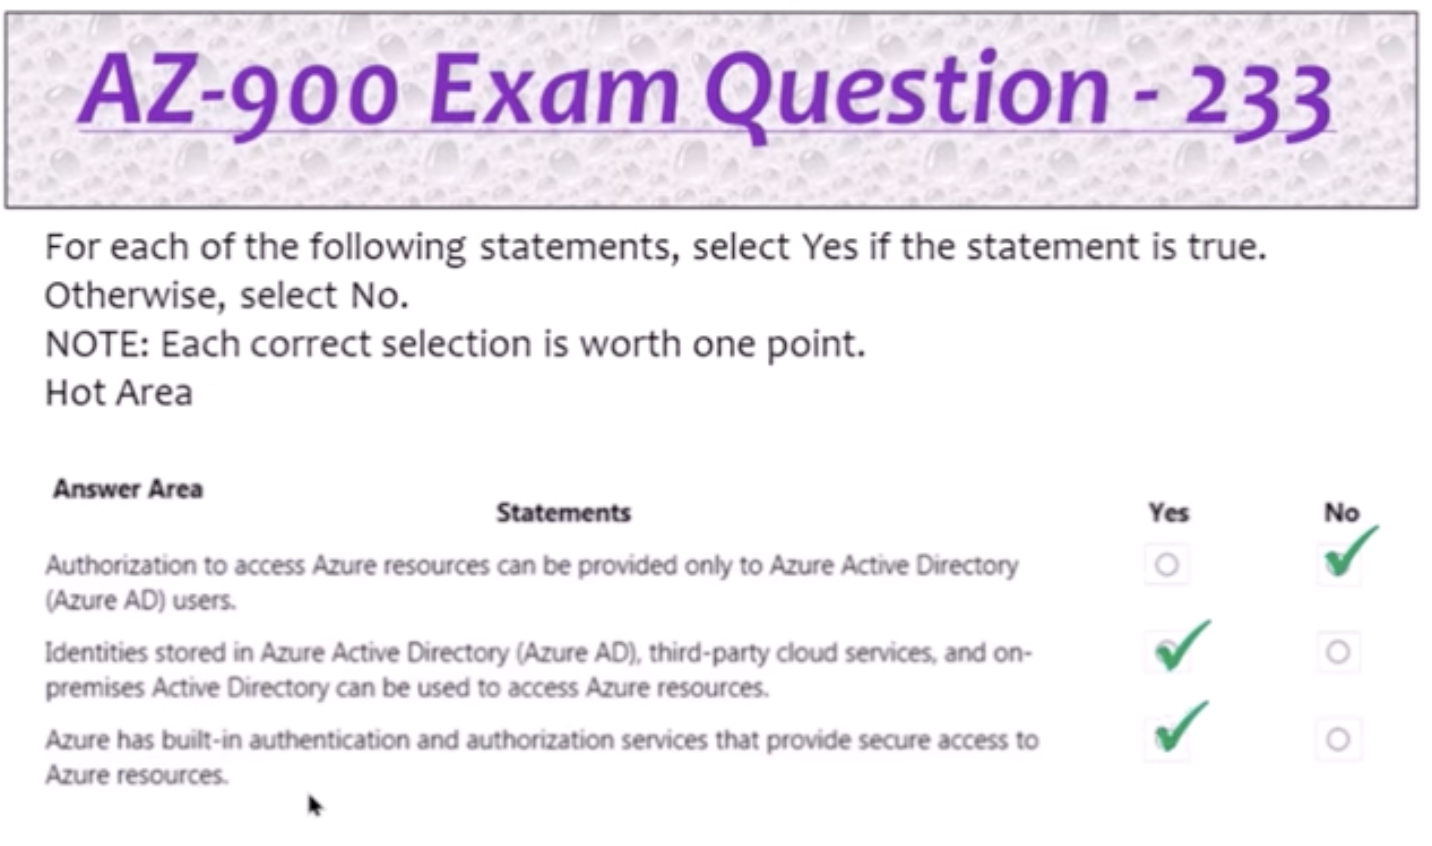 AZ-900 Exam Question - 233
For each of the following statements, select Yes if the statement is true.
Otherwise, select No.
NOTE: Each correct selection is worth one point.
Hot Area
Answer Area
Statements Yes No
Authorization to access Azure resources can be provided only to Azure Active Directory
(Azure AD) users.
Identities stored in Azure Active Directory (Azure AD), third-party cloud services, and on-
premises Active Directory can be used to access Azure resources.
Azure has built-in authentication and authorization services that provide secure access to
Azure resources.